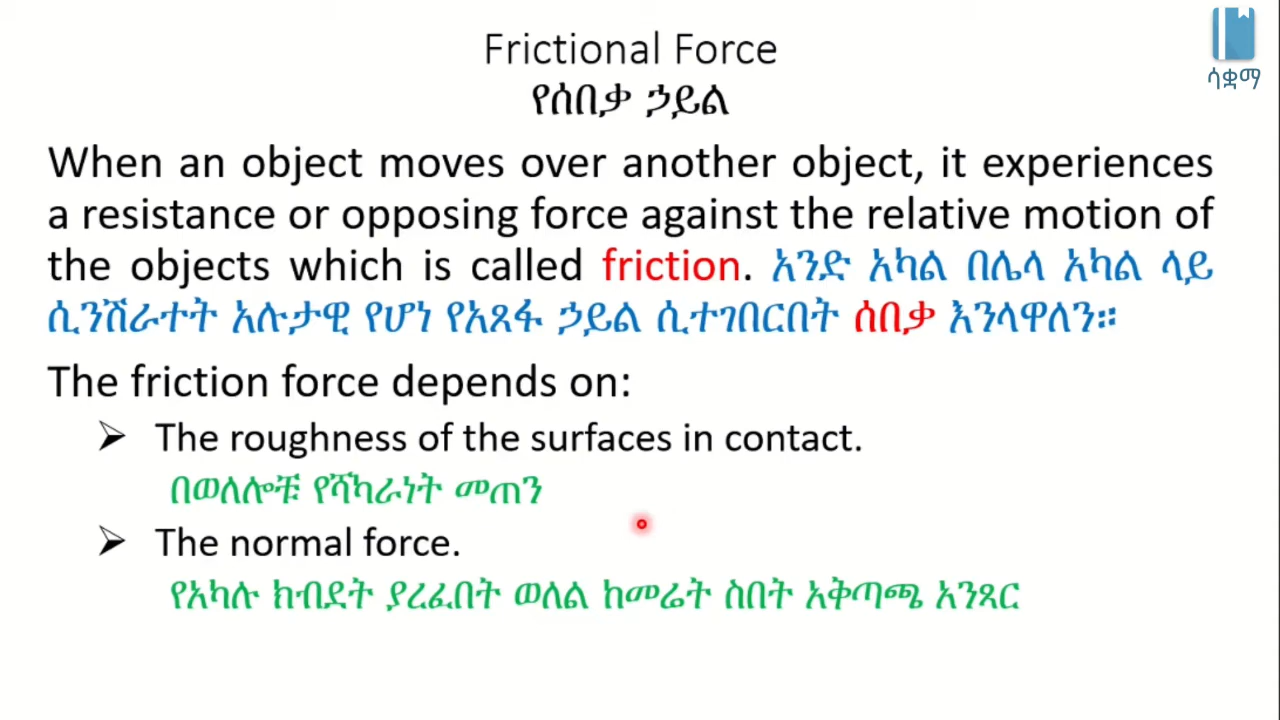 ሳቋማ
Frictional Force
የሰበቃ ኃይል
When an object moves over another object, it experiences
a resistance or opposing force against the relative motion of
the objects which is called friction. አንድ አካል በሌላ አካል ላይ
ሲንሸራተት አሉታዊ የሆነ የአጸፋ ኃይል ሲተገበርበት ሰበቃ እንላዋለን።
The friction force depends on:
➢ The roughness of the surfaces in contact.
በወለሎቹ የሻካራነት መጠን
➢ The normal force.
የአካሉ ክብደት ያረፈበት ወለል ከመሬት ስበት አቅጣጫ አንጻር